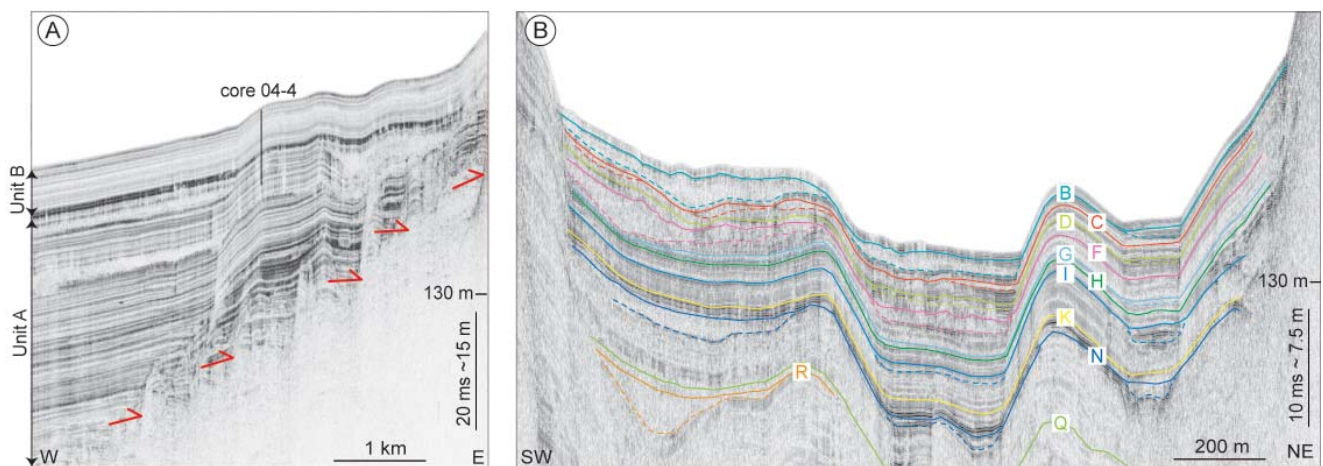 A
core 04-4
Unit B
Unit A
130 m
20 ms ~15 m
1 km
W
E
B
B
C
D
F
G
H
I
K
N
R
Q
130 m
10 ms ~ 7.5 m
200 m
SW
NE